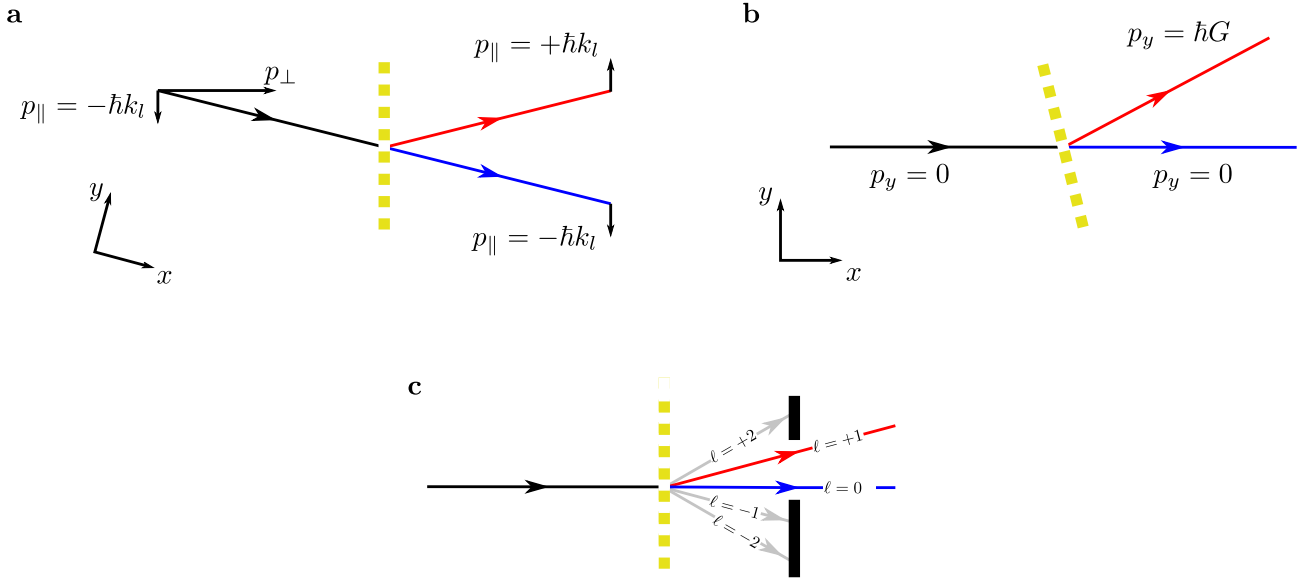 a
p⊥
p∥ = −ħk_l
p∥ = +ħk_l
p∥ = −ħk_l
y
x
b
p_y = ħG
p_y = 0
p_y = 0
y
x
c
ℓ = +2
ℓ = +1
ℓ = 0
ℓ = −1
ℓ = −2